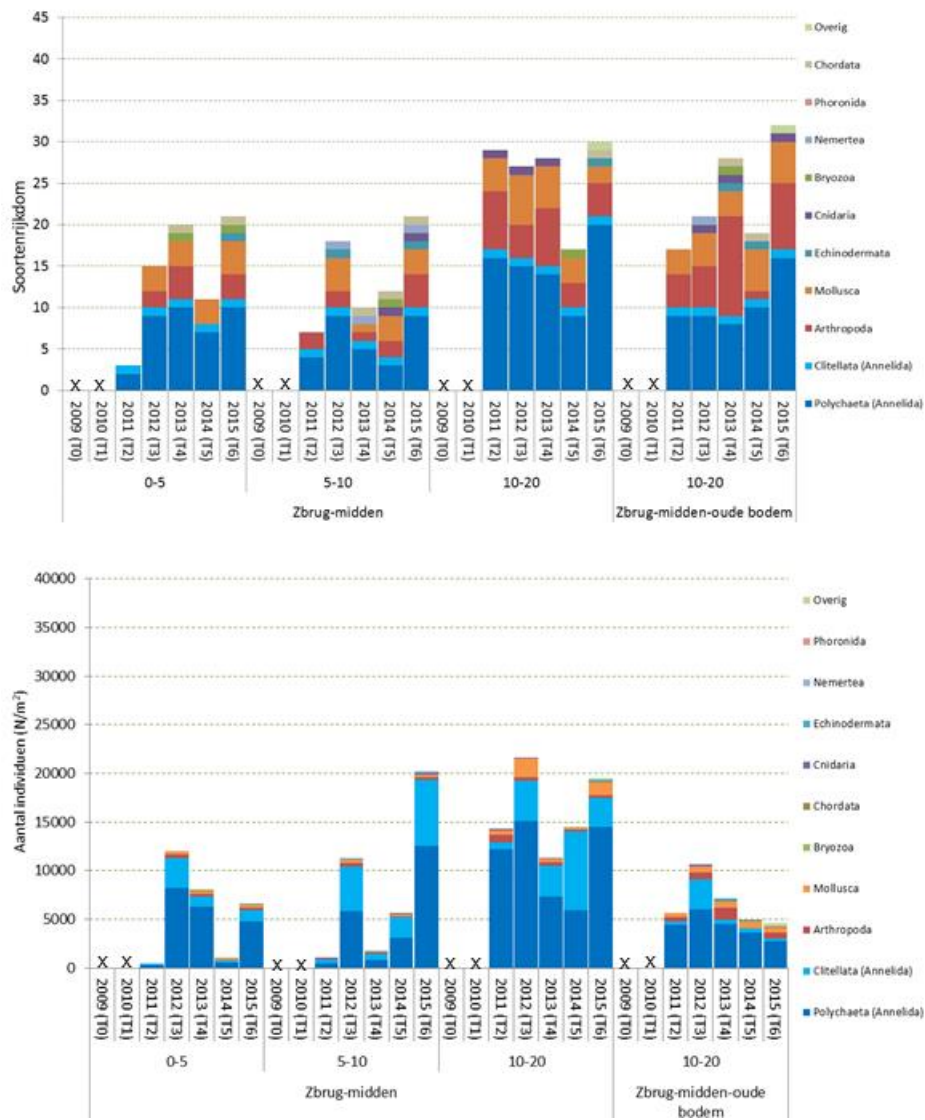 Soortenrijkdom
45
40
35
30
25
20
15
10
5
0
X X X X X X X X
2009 (T0) 2010 (T1) 2011 (T2) 2012 (T3) 2013 (T4) 2014 (T5) 2015 (T6) 2009 (T0) 2010 (T1) 2011 (T2) 2012 (T3) 2013 (T4) 2014 (T5) 2015 (T6) 2009 (T0) 2010 (T1) 2011 (T2) 2012 (T3) 2013 (T4) 2014 (T5) 2015 (T6) 2009 (T0) 2010 (T1) 2011 (T2) 2012 (T3) 2013 (T4) 2014 (T5) 2015 (T6)
0-5 5-10 10-20 10-20
Zbrug-midden Zbrug-midden-oude bodem
Overig
Chordata
Phoronida
Nemertea
Bryozoa
Cnidaria
Echinodermata
Mollusca
Arthropoda
Clitellata (Annelida)
Polychaeta (Annelida)
Aantal individuen (N/m²)
40000
35000
30000
25000
20000
15000
10000
5000
0
X X X X X X X X
2009 (T0) 2010 (T1) 2011 (T2) 2012 (T3) 2013 (T4) 2014 (T5) 2015 (T6) 2009 (T0) 2010 (T1) 2011 (T2) 2012 (T3) 2013 (T4) 2014 (T5) 2015 (T6) 2009 (T0) 2010 (T1) 2011 (T2) 2012 (T3) 2013 (T4) 2014 (T5) 2015 (T6) 2009 (T0) 2010 (T1) 2011 (T2) 2012 (T3) 2013 (T4) 2014 (T5) 2015 (T6)
0-5 5-10 10-20 10-20
Zbrug-midden Zbrug-midden-oude
bodem
Overig
Phoronida
Nemertea
Echinodermata
Cnidaria
Chordata
Bryozoa
Mollusca
Arthropoda
Clitellata (Annelida)
Polychaeta (Annelida)